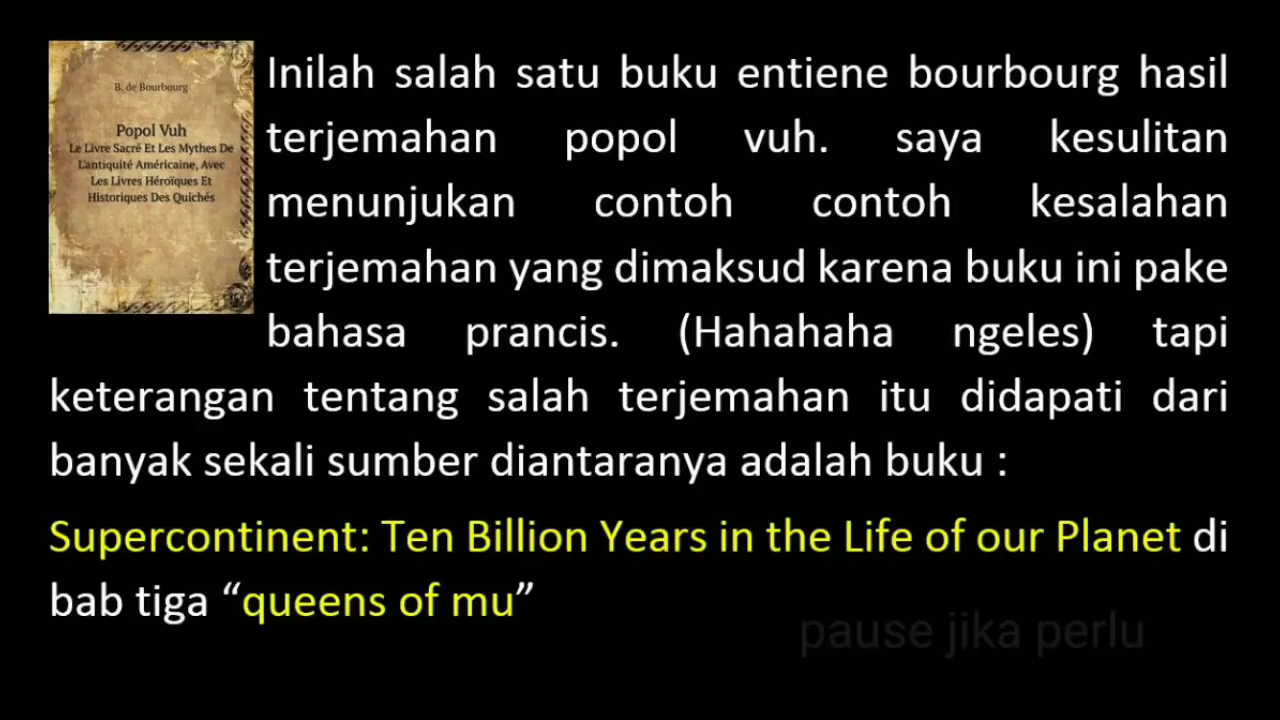 B. de Bourbourg
Popol Vuh
Le Livre Sacré Et Les Mythes De
L'antiquité Américaine, Avec
Les Livres Héroïques Et
Historiques Des Quichés
Inilah salah satu buku entiene bourbourg hasil
terjemahan popol vuh. saya kesulitan
menunjukan contoh contoh kesalahan
terjemahan yang dimaksud karena buku ini pake
bahasa prancis. (Hahahaha ngeles) tapi
keterangan tentang salah terjemahan itu didapati dari
banyak sekali sumber diantaranya adalah buku :
Supercontinent: Ten Billion Years in the Life of our Planet di
bab tiga “queens of mu”
pause jika perlu